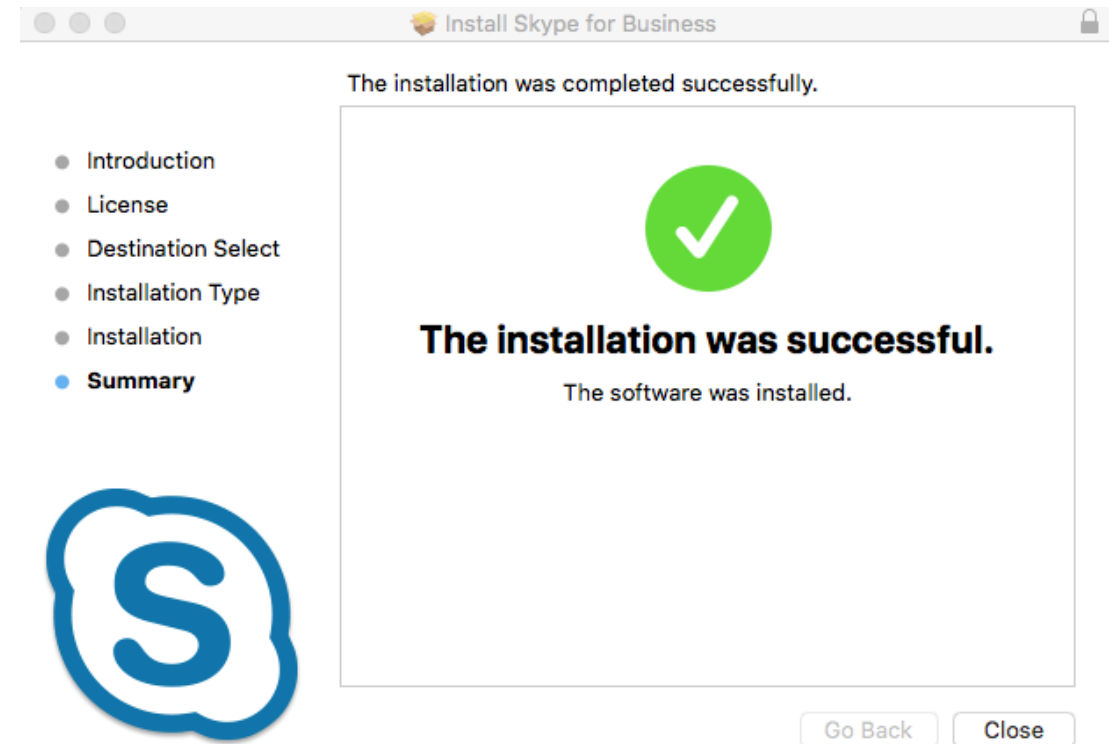 Install Skype for Business
The installation was completed successfully.
Introduction
License
Destination Select
Installation Type
Installation
Summary
The installation was successful.
The software was installed.
S
Go Back
Close